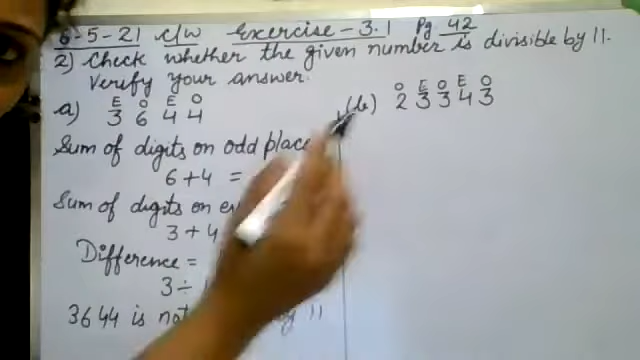 6-5-21 C/W Exercise-3.1 Pg. 42
2) Check whether the given number is divisible by 11.
Verify your answer.
E O E O
a) 3 6 4 4
O E O E O
(b) 2 3 3 4 3
Sum of digits on odd place
6+4 =
Sum of digits on
3+4
Difference =
3 ÷
3644 is not by 11